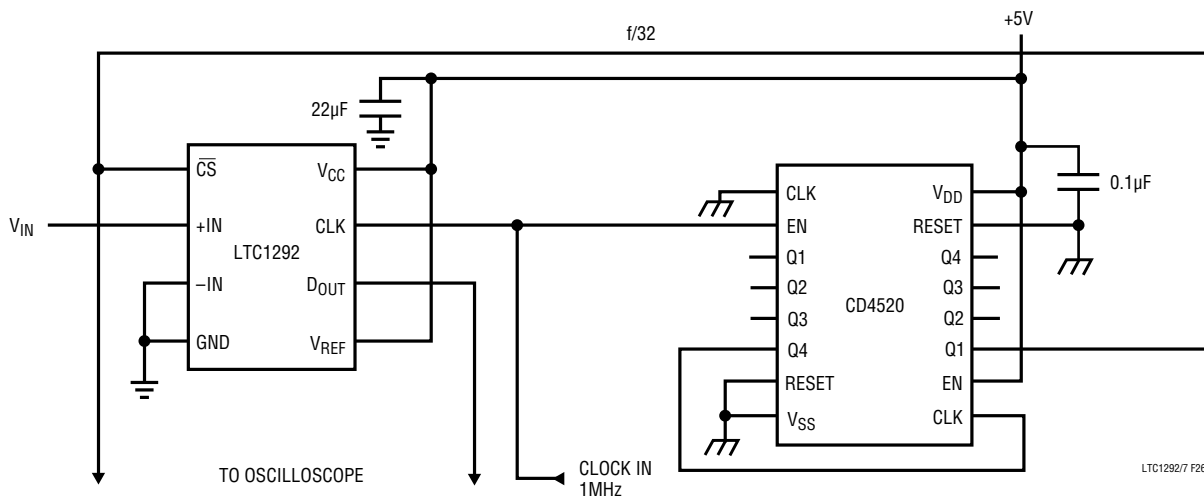 +5V
f/32
22µF
C̅S̅
VCC
CLK
VDD
0.1µF
VIN
+IN
CLK
EN
RESET
LTC1292
Q1
Q4
–IN
DOUT
Q2
CD4520
Q3
Q3
Q2
GND
VREF
Q4
Q1
RESET
EN
VSS
CLK
TO OSCILLOSCOPE
CLOCK IN
1MHz
LTC1292/7 F26